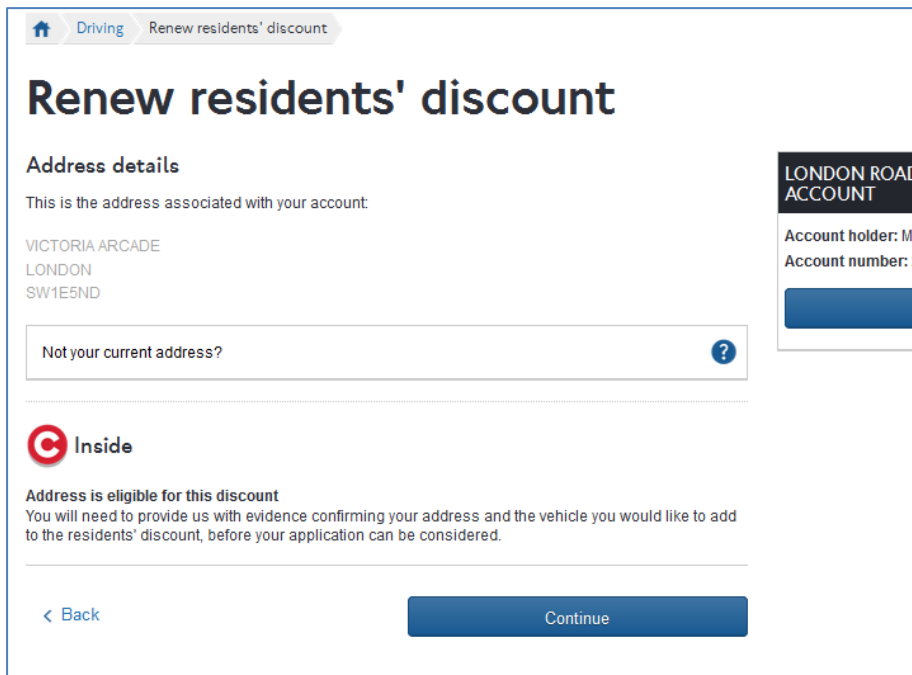 Driving Renew residents' discount
Renew residents' discount
Address details
This is the address associated with your account:
VICTORIA ARCADE
LONDON
SW1E5ND
Not your current address? ?
Inside
Address is eligible for this discount
You will need to provide us with evidence confirming your address and the vehicle you would like to add
to the residents' discount, before your application can be considered.
< Back Continue
LONDON ROAD
ACCOUNT
Account holder: M
Account number: